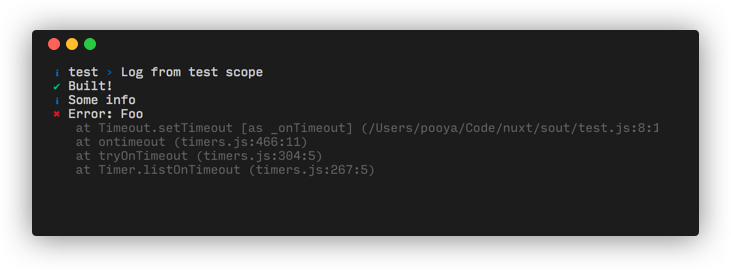 ℹ test › Log from test scope
✔ Built!
ℹ Some info
✖ Error: Foo
at Timeout.setTimeout [as _onTimeout] (/Users/pooya/Code/nuxt/sout/test.js:8:1
at ontimeout (timers.js:466:11)
at tryOnTimeout (timers.js:304:5)
at Timer.listOnTimeout (timers.js:267:5)